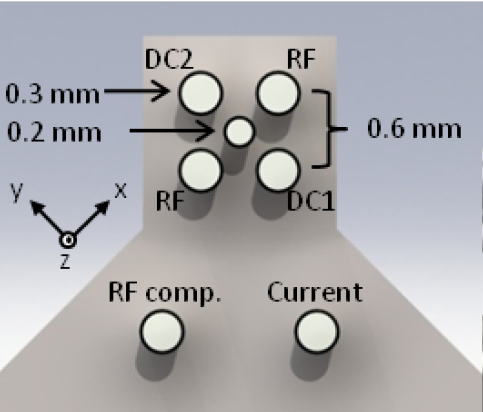 DC2 RF
0.3 mm
0.2 mm
0.6 mm
RF DC1
y x
z
RF comp. Current